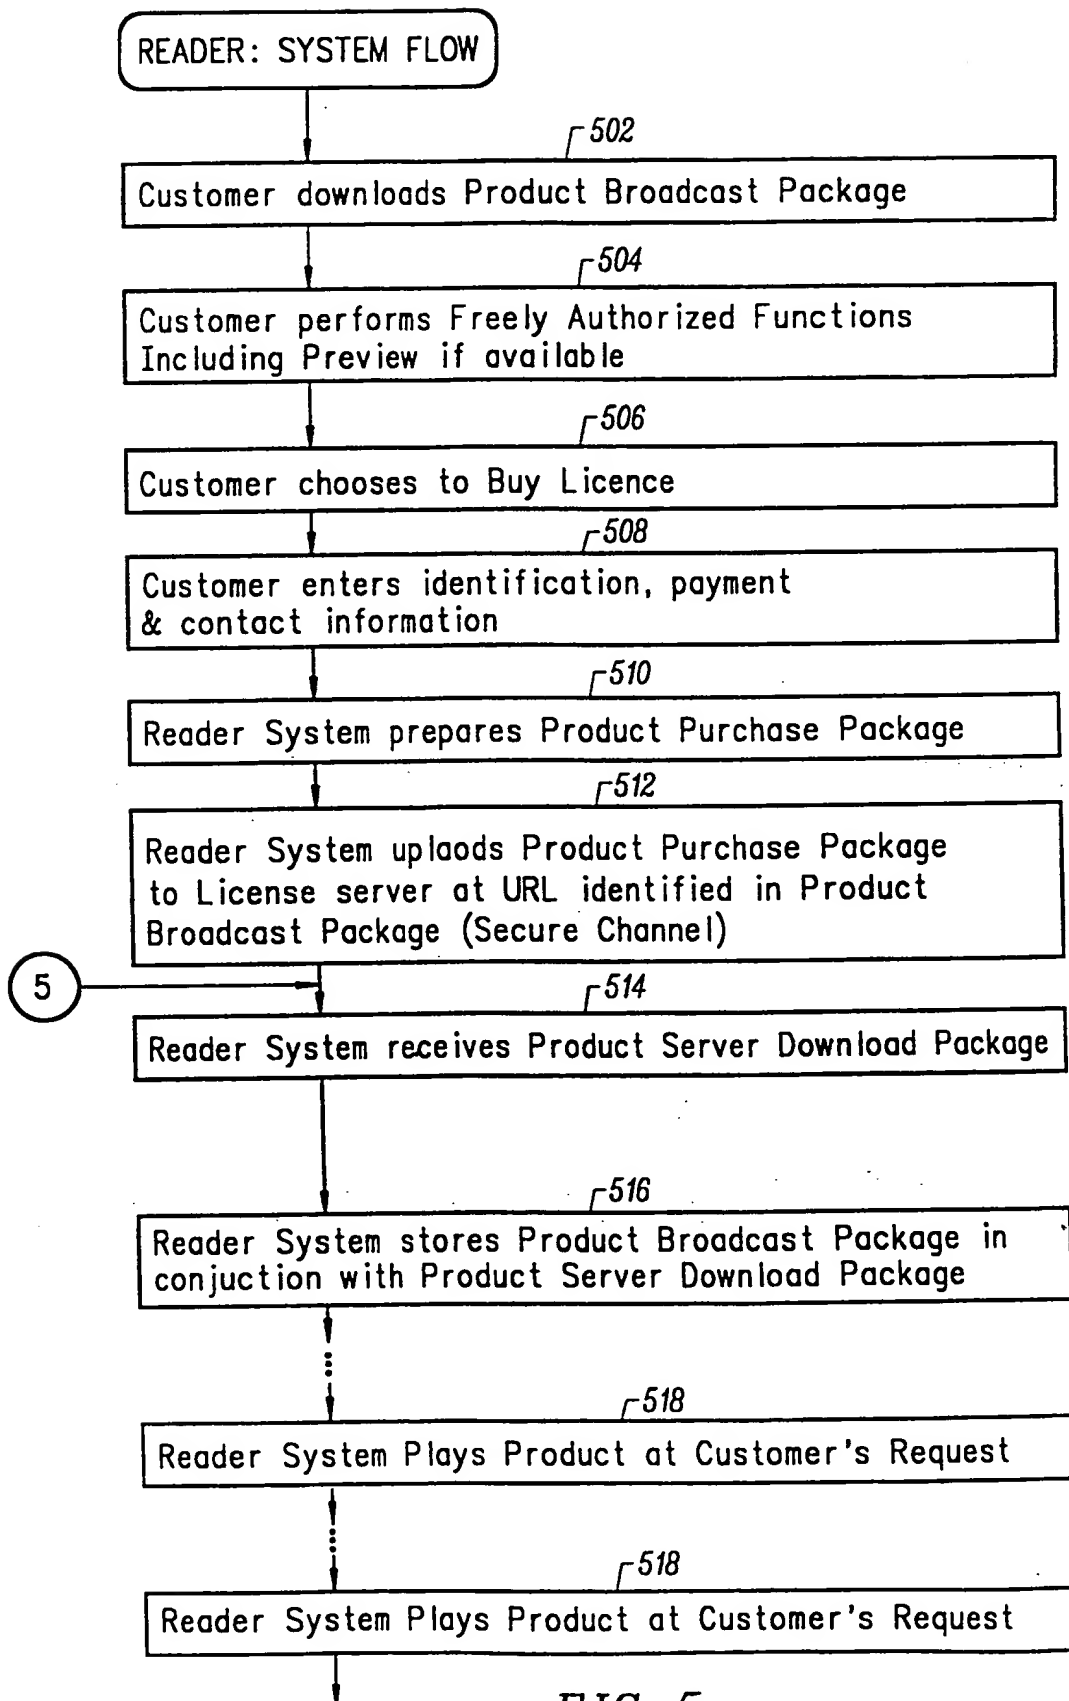 READER: SYSTEM FLOW
502
Customer downloads Product Broadcast Package
504
Customer performs Freely Authorized Functions
Including Preview if available
506
Customer chooses to Buy Licence
508
Customer enters identification, payment
& contact information
510
Reader System prepares Product Purchase Package
512
Reader System uplaods Product Purchase Package
to License server at URL identified in Product
Broadcast Package (Secure Channel)
5
514
Reader System receives Product Server Download Package
516
Reader System stores Product Broadcast Package in
conjuction with Product Server Download Package
518
Reader System Plays Product at Customer's Request
518
Reader System Plays Product at Customer's Request
FIG. 5